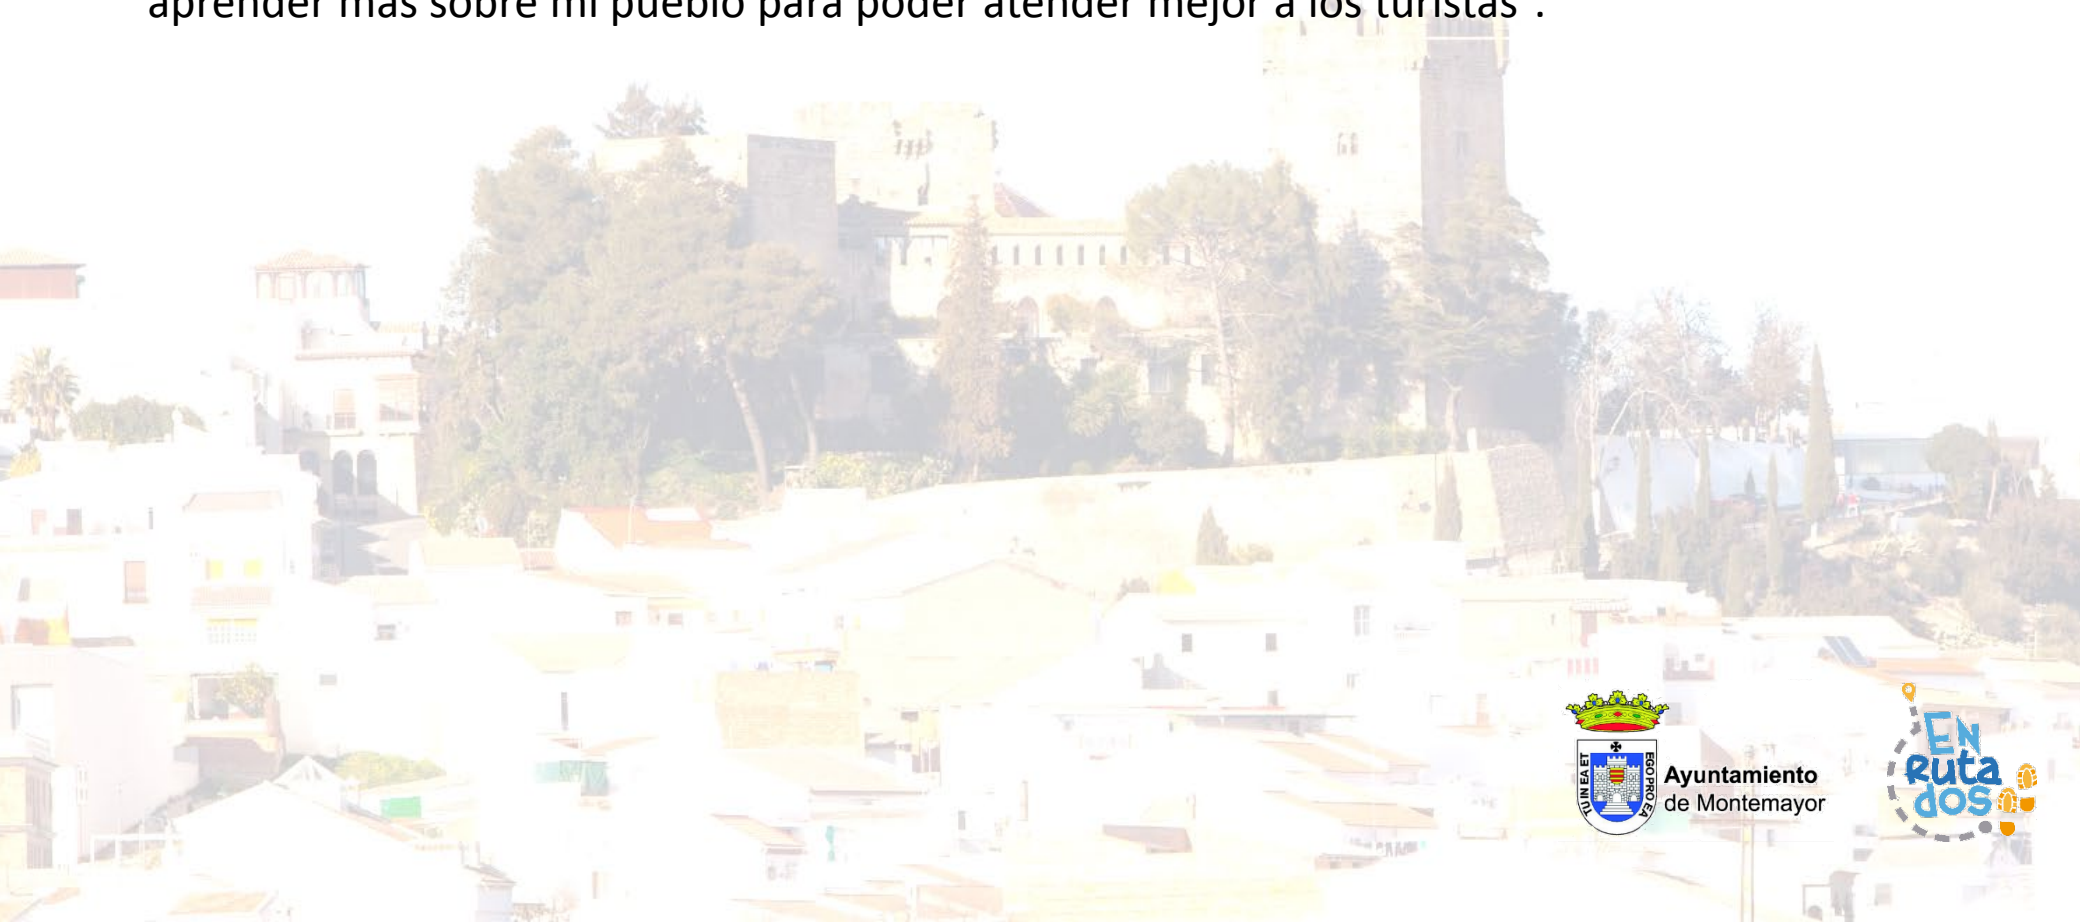 aprender más sobre mi pueblo para poder atender mejor a los turistas".
TU IN EA ET
EGO PRO EA
Ayuntamiento
de Montemayor
EN
Ruta
dos